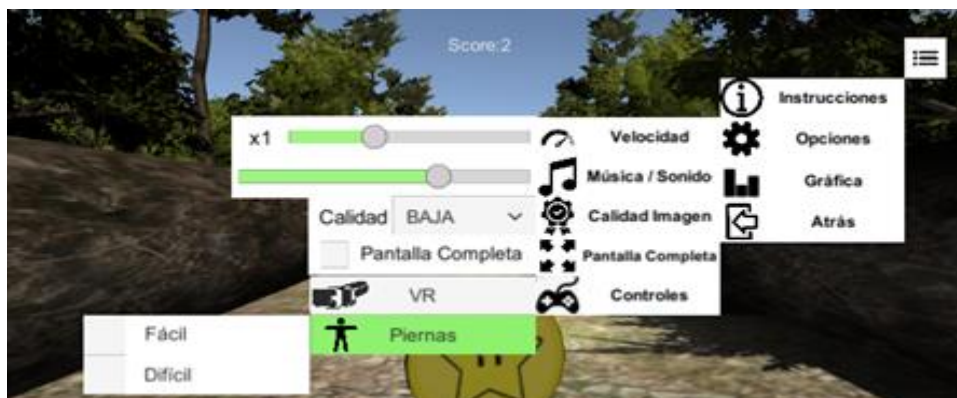 Score:2
Instrucciones
Opciones
Gráfica
Atrás
Velocidad
Música / Sonido
Calidad Imagen
Pantalla Completa
Controles
x1
Calidad BAJA
Pantalla Completa
VR
Piernas
Fácil
Difícil